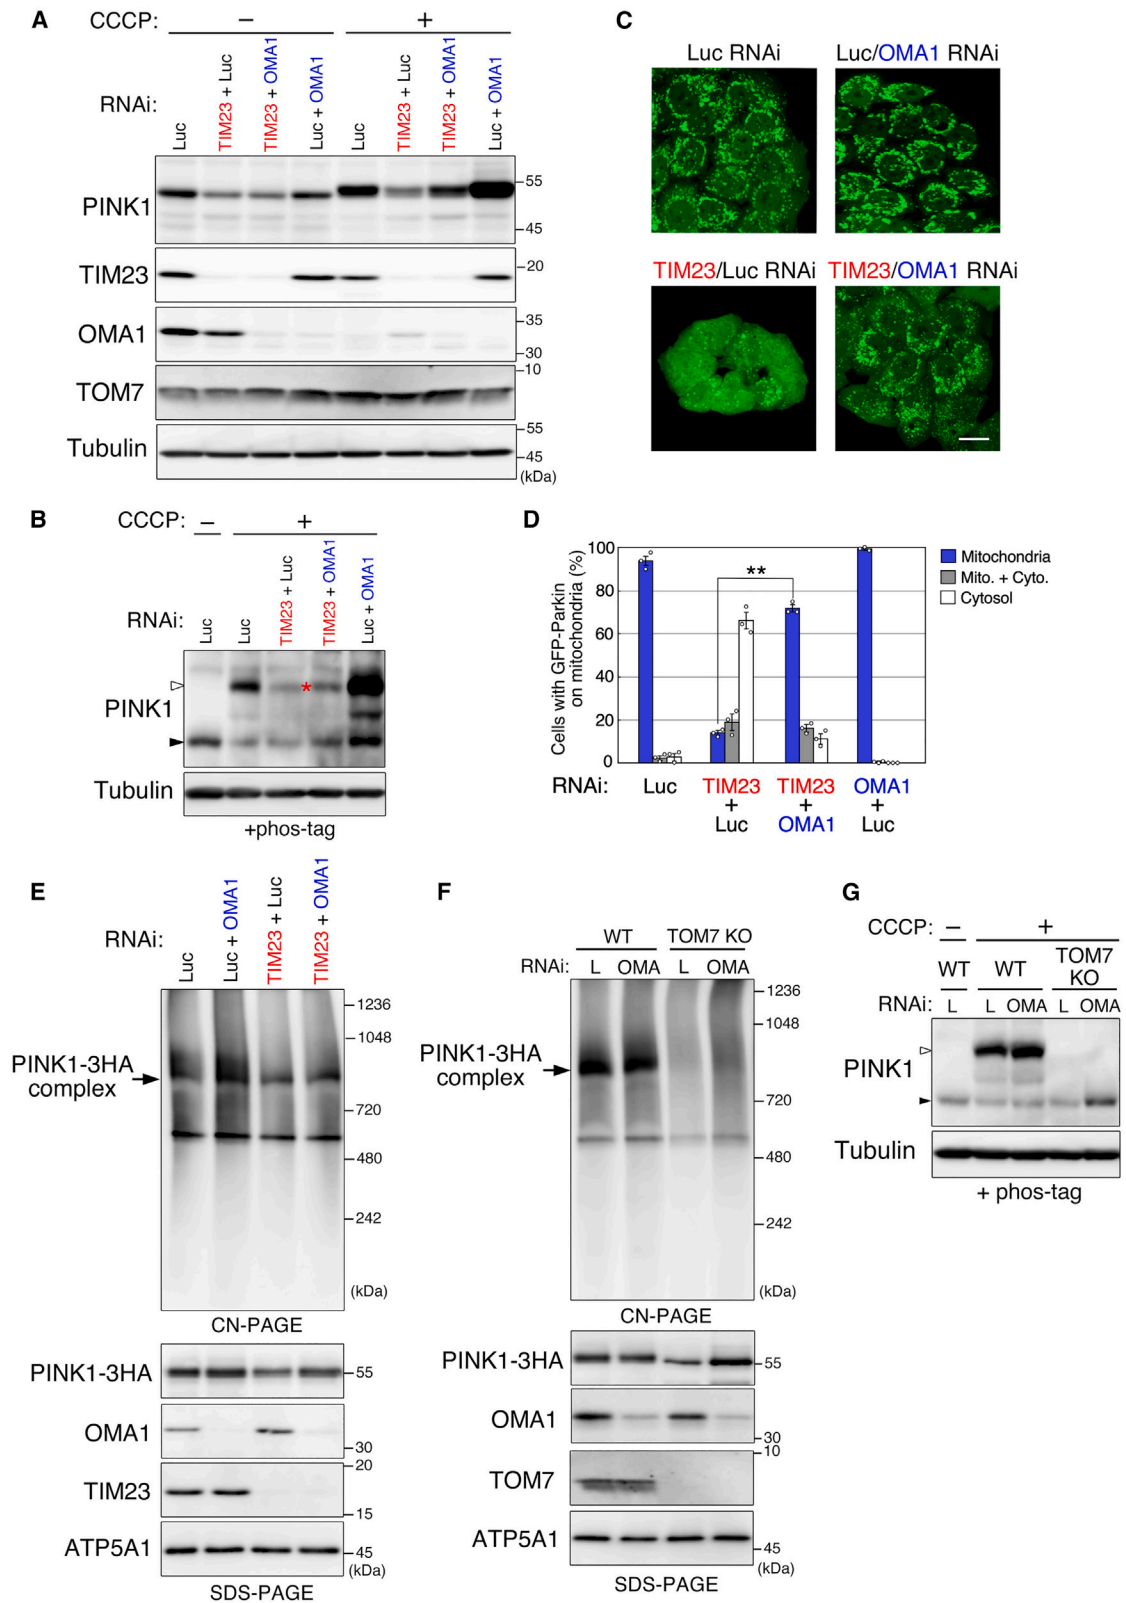 A
CCCP: − +
RNAi: Luc TIM23 + Luc TIM23 + OMA1 Luc + OMA1 Luc TIM23 + Luc TIM23 + OMA1 Luc + OMA1
PINK1 55 45
TIM23 20
OMA1 35 30
TOM7 10
Tubulin 55 45
(kDa)
B
CCCP: − +
RNAi: Luc Luc TIM23 + Luc TIM23 + OMA1 Luc + OMA1
PINK1 *
Tubulin
+phos-tag
C
Luc RNAi Luc/OMA1 RNAi
TIM23/Luc RNAi TIM23/OMA1 RNAi
D
Cells with GFP-Parkin
on mitochondria (%)
100
80
60
40
20
0
**
Mitochondria
Mito. + Cyto.
Cytosol
RNAi: Luc TIM23 TIM23 OMA1
+ + +
Luc OMA1 Luc
E
RNAi: Luc Luc + OMA1 TIM23 + Luc TIM23 + OMA1
PINK1-3HA
complex
1236
1048
720
480
242
(kDa)
CN-PAGE
PINK1-3HA 55
OMA1 30
TIM23 20 15
ATP5A1 45
(kDa)
SDS-PAGE
F
WT TOM7 KO
RNAi: L OMA L OMA
PINK1-3HA
complex
1236
1048
720
480
242
(kDa)
CN-PAGE
PINK1-3HA 55
OMA1 30
TOM7 10
ATP5A1 45
(kDa)
SDS-PAGE
G
CCCP: − +
WT WT TOM7
KO
RNAi: L L OMA L OMA
PINK1
Tubulin
+ phos-tag